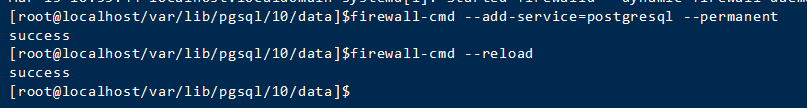 [root@localhost/var/lib/pgsql/10/data]$firewall-cmd --add-service=postgresql --permanent
success
[root@localhost/var/lib/pgsql/10/data]$firewall-cmd --reload
success
[root@localhost/var/lib/pgsql/10/data]$